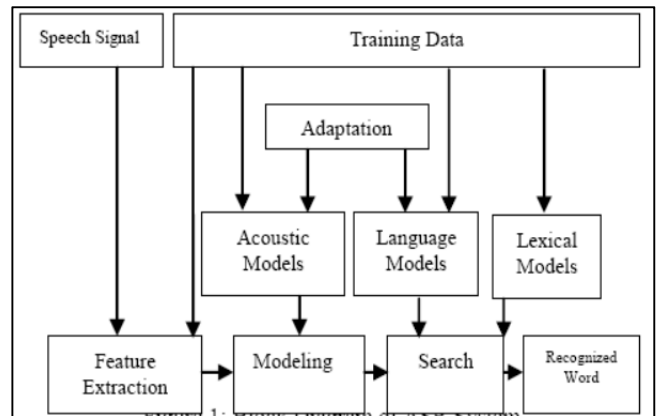 Speech Signal
Training Data
Adaptation
Acoustic
Models
Language
Models
Lexical
Models
Feature
Extraction
Modeling
Search
Recognized
Word